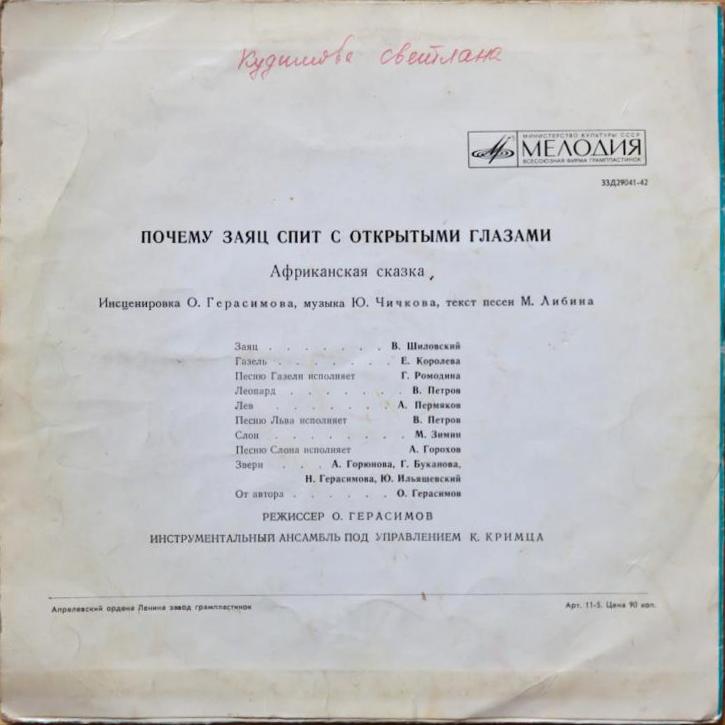 Кудимова Светлана
МИНИСТЕРСТВО КУЛЬТУРЫ СССР
МЕЛОДИЯ
ВСЕСОЮЗНАЯ ФИРМА ГРАМПЛАСТИНОК
33Д29041-42
ПОЧЕМУ ЗАЯЦ СПИТ С ОТКРЫТЫМИ ГЛАЗАМИ
Африканская сказка
Инсценировка О. Герасимова, музыка Ю. Чичкова, текст песен М. Либина
Заяц . . . . . . . В. Шиловский
Газель . . . . . . . Е. Королева
Песню Газели исполняет Г. Ромодина
Леопард . . . . . . В. Петров
Лев . . . . . . . А. Пермяков
Песню Льва исполняет В. Петров
Слон . . . . . . . . М. Зимин
Песню Слона исполняет А. Горохов
Звери . . . А. Горюнова, Г. Буканова,
Н. Герасимова, Ю. Ильяшевский
От автора . . . . . . О. Герасимов
РЕЖИССЕР О. ГЕРАСИМОВ
ИНСТРУМЕНТАЛЬНЫЙ АНСАМБЛЬ ПОД УПРАВЛЕНИЕМ К. КРИМЦА
Апрелевский ордена Ленина завод грампластинок
Арт. 11-5. Цена 90 коп.